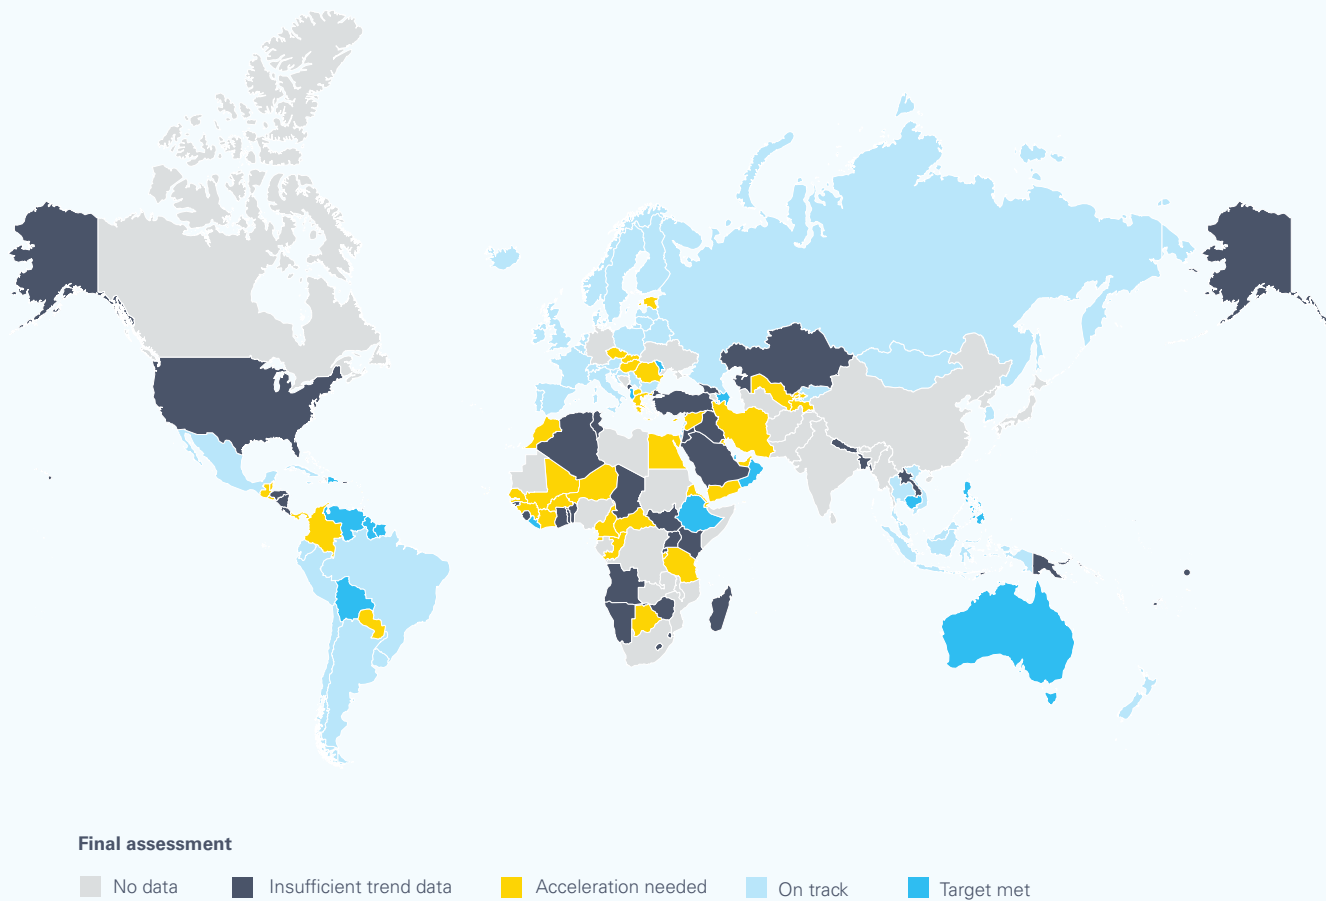 Final assessment
No data
Insufficient trend data
Acceleration needed
On track
Target met